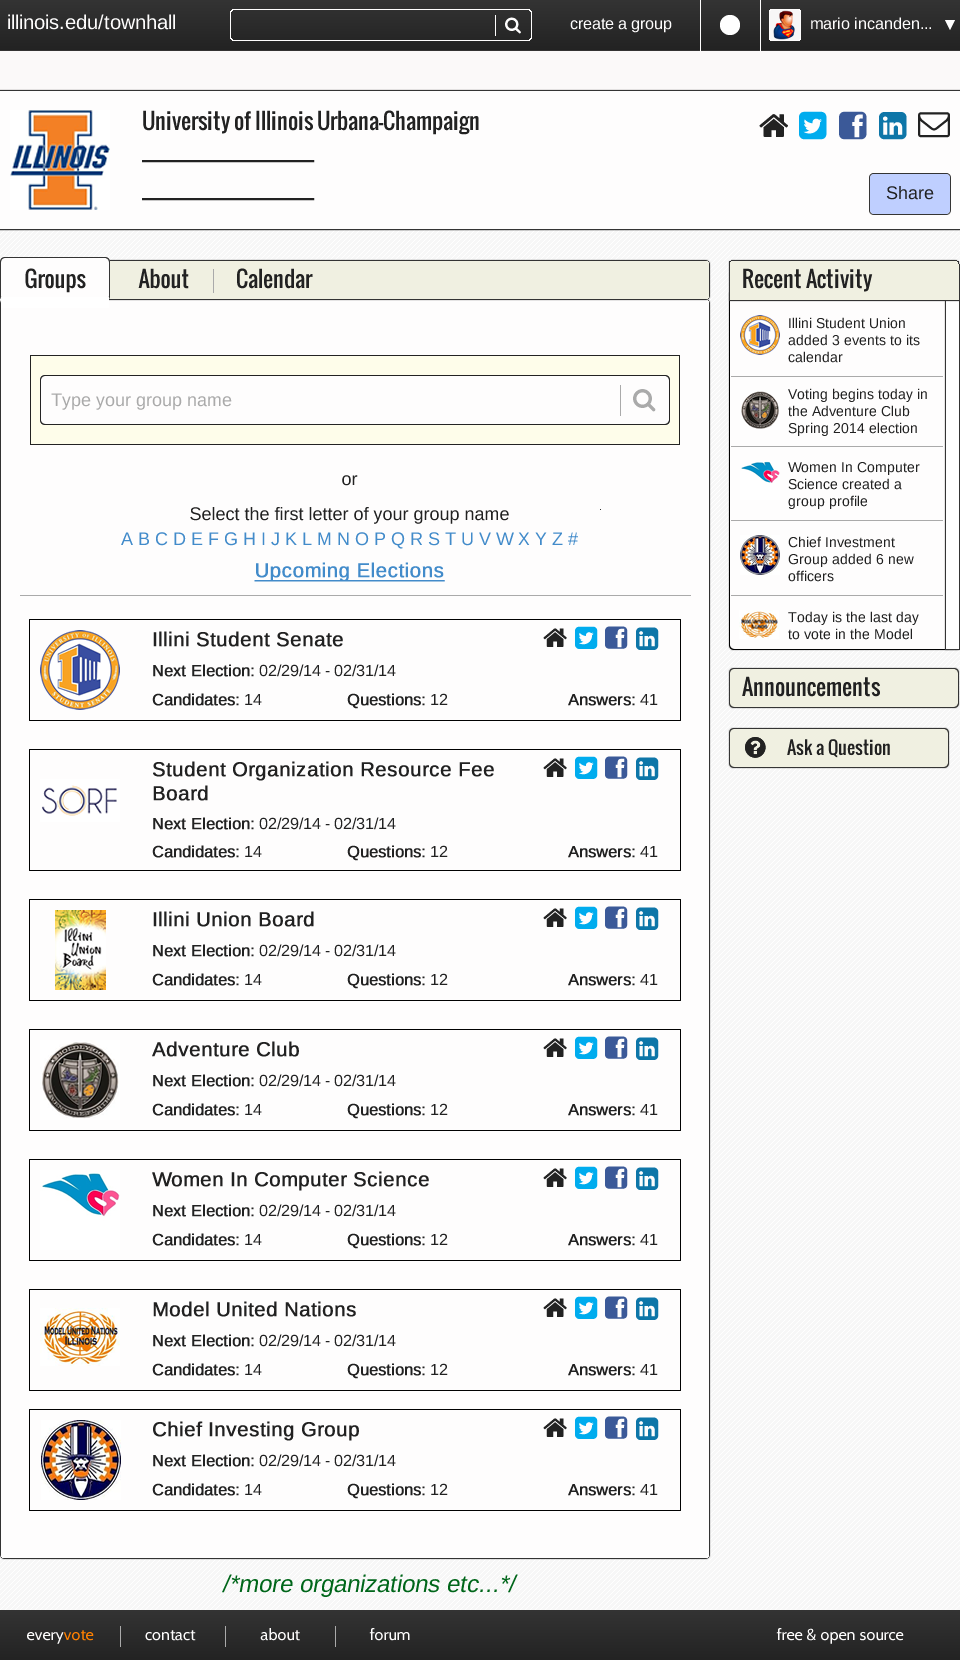 illinois.edu/townhall
create a group
mario incanden... ▼
ILLINOIS
University of Illinois Urbana-Champaign
Share
Groups
About
Calendar
Type your group name
or
Select the first letter of your group name
A B C D E F G H I J K L M N O P Q R S T U V W X Y Z #
Upcoming Elections
Illini Student Senate
Next Election: 02/29/14 - 02/31/14
Candidates: 14 Questions: 12 Answers: 41
SORF
Student Organization Resource Fee
Board
Next Election: 02/29/14 - 02/31/14
Candidates: 14 Questions: 12 Answers: 41
Illini
Union
Board
Illini Union Board
Next Election: 02/29/14 - 02/31/14
Candidates: 14 Questions: 12 Answers: 41
Adventure Club
Next Election: 02/29/14 - 02/31/14
Candidates: 14 Questions: 12 Answers: 41
Women In Computer Science
Next Election: 02/29/14 - 02/31/14
Candidates: 14 Questions: 12 Answers: 41
MODEL UNITED NATIONS
ILLINOIS
Model United Nations
Next Election: 02/29/14 - 02/31/14
Candidates: 14 Questions: 12 Answers: 41
Chief Investing Group
Next Election: 02/29/14 - 02/31/14
Candidates: 14 Questions: 12 Answers: 41
/*more organizations etc...*/
Recent Activity
Illini Student Union
added 3 events to its
calendar
Voting begins today in
the Adventure Club
Spring 2014 election
Women In Computer
Science created a
group profile
Chief Investment
Group added 6 new
officers
Today is the last day
to vote in the Model
Announcements
Ask a Question
everyvote
contact
about
forum
free & open source